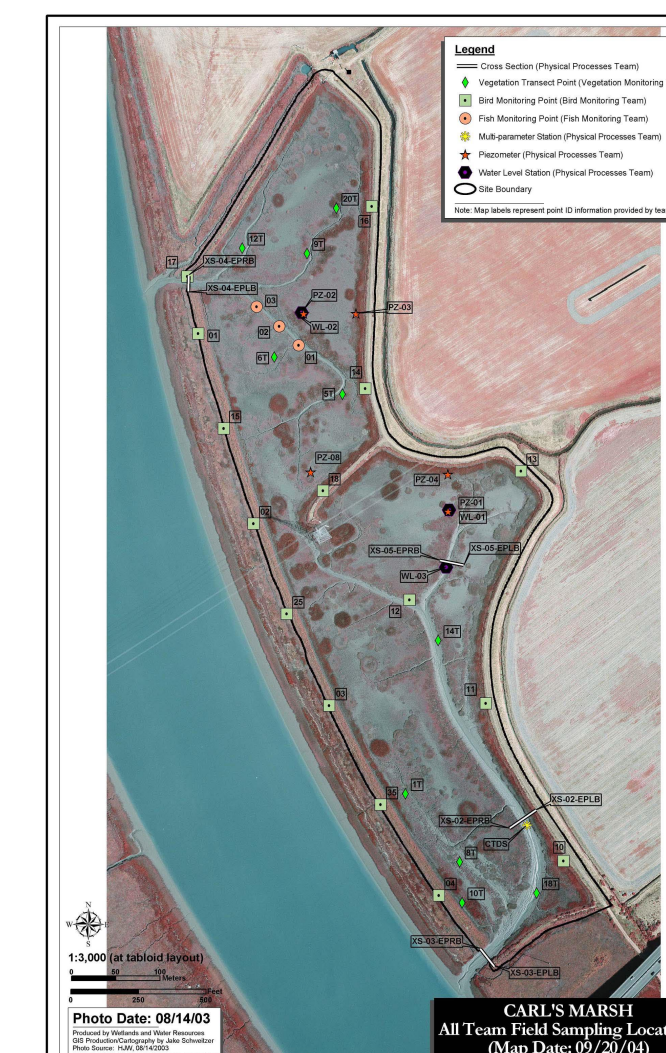 Legend
Cross Section (Physical Processes Team)
Vegetation Transect Point (Vegetation Monitoring
Bird Monitoring Point (Bird Monitoring Team)
Fish Monitoring Point (Fish Monitoring Team)
Multi-parameter Station (Physical Processes Team)
Piezometer (Physical Processes Team)
Water Level Station (Physical Processes Team)
Site Boundary
Note: Map labels represent point ID information provided by tea
20T
16
12T
9T
17
XS-04-EPRB
XS-04-EPLB
03
PZ-02
PZ-03
02
WL-02
01
01
6T
14
5T
15
PZ-08
18
PZ-04
13
PZ-01
WL-01
02
XS-05-EPRB
XS-05-EPLB
WL-03
25
12
14T
03
11
1T
35
XS-02-EPLB
XS-02-EPRB
CTDS
8T
10
04
10T
18T
XS-03-EPRB
XS-03-EPLB
N
W E
S
1:3,000 (at tabloid layout)
0 50 100
Meters
Feet
0 250 500
Photo Date: 08/14/03
Produced by Wetlands and Water Resources
GIS Production/Cartography by Jake Schweitzer
Photo Source: HJW, 08/14/2003
CARL'S MARSH
All Team Field Sampling Locat
(Map Date: 09/20/04)